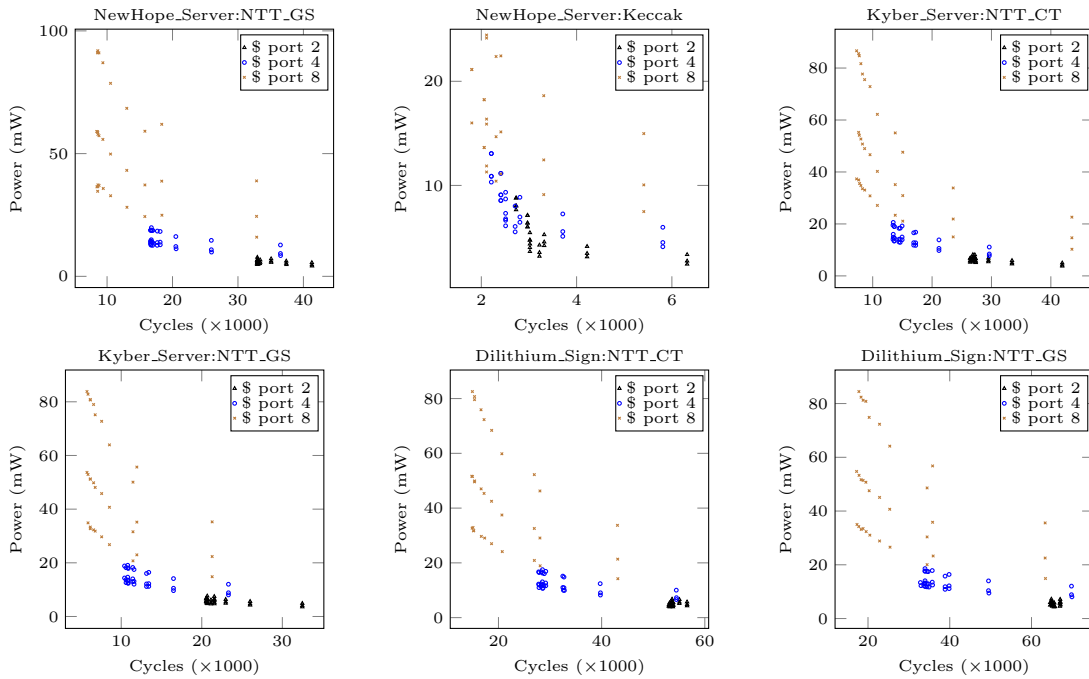 NewHope_Server:NTT_GS
100
50
0
Power (mW)
10
20
30
40
Cycles (×1000)
$ port 2
$ port 4
$ port 8
NewHope_Server:Keccak
20
10
Power (mW)
2
4
6
Cycles (×1000)
$ port 2
$ port 4
$ port 8
Kyber_Server:NTT_CT
80
60
40
20
0
Power (mW)
10
20
30
40
Cycles (×1000)
$ port 2
$ port 4
$ port 8
Kyber_Server:NTT_GS
80
60
40
20
0
Power (mW)
10
20
30
Cycles (×1000)
$ port 2
$ port 4
$ port 8
Dilithium_Sign:NTT_CT
80
60
40
20
0
Power (mW)
20
40
60
Cycles (×1000)
$ port 2
$ port 4
$ port 8
Dilithium_Sign:NTT_GS
80
60
40
20
0
Power (mW)
20
40
60
Cycles (×1000)
$ port 2
$ port 4
$ port 8